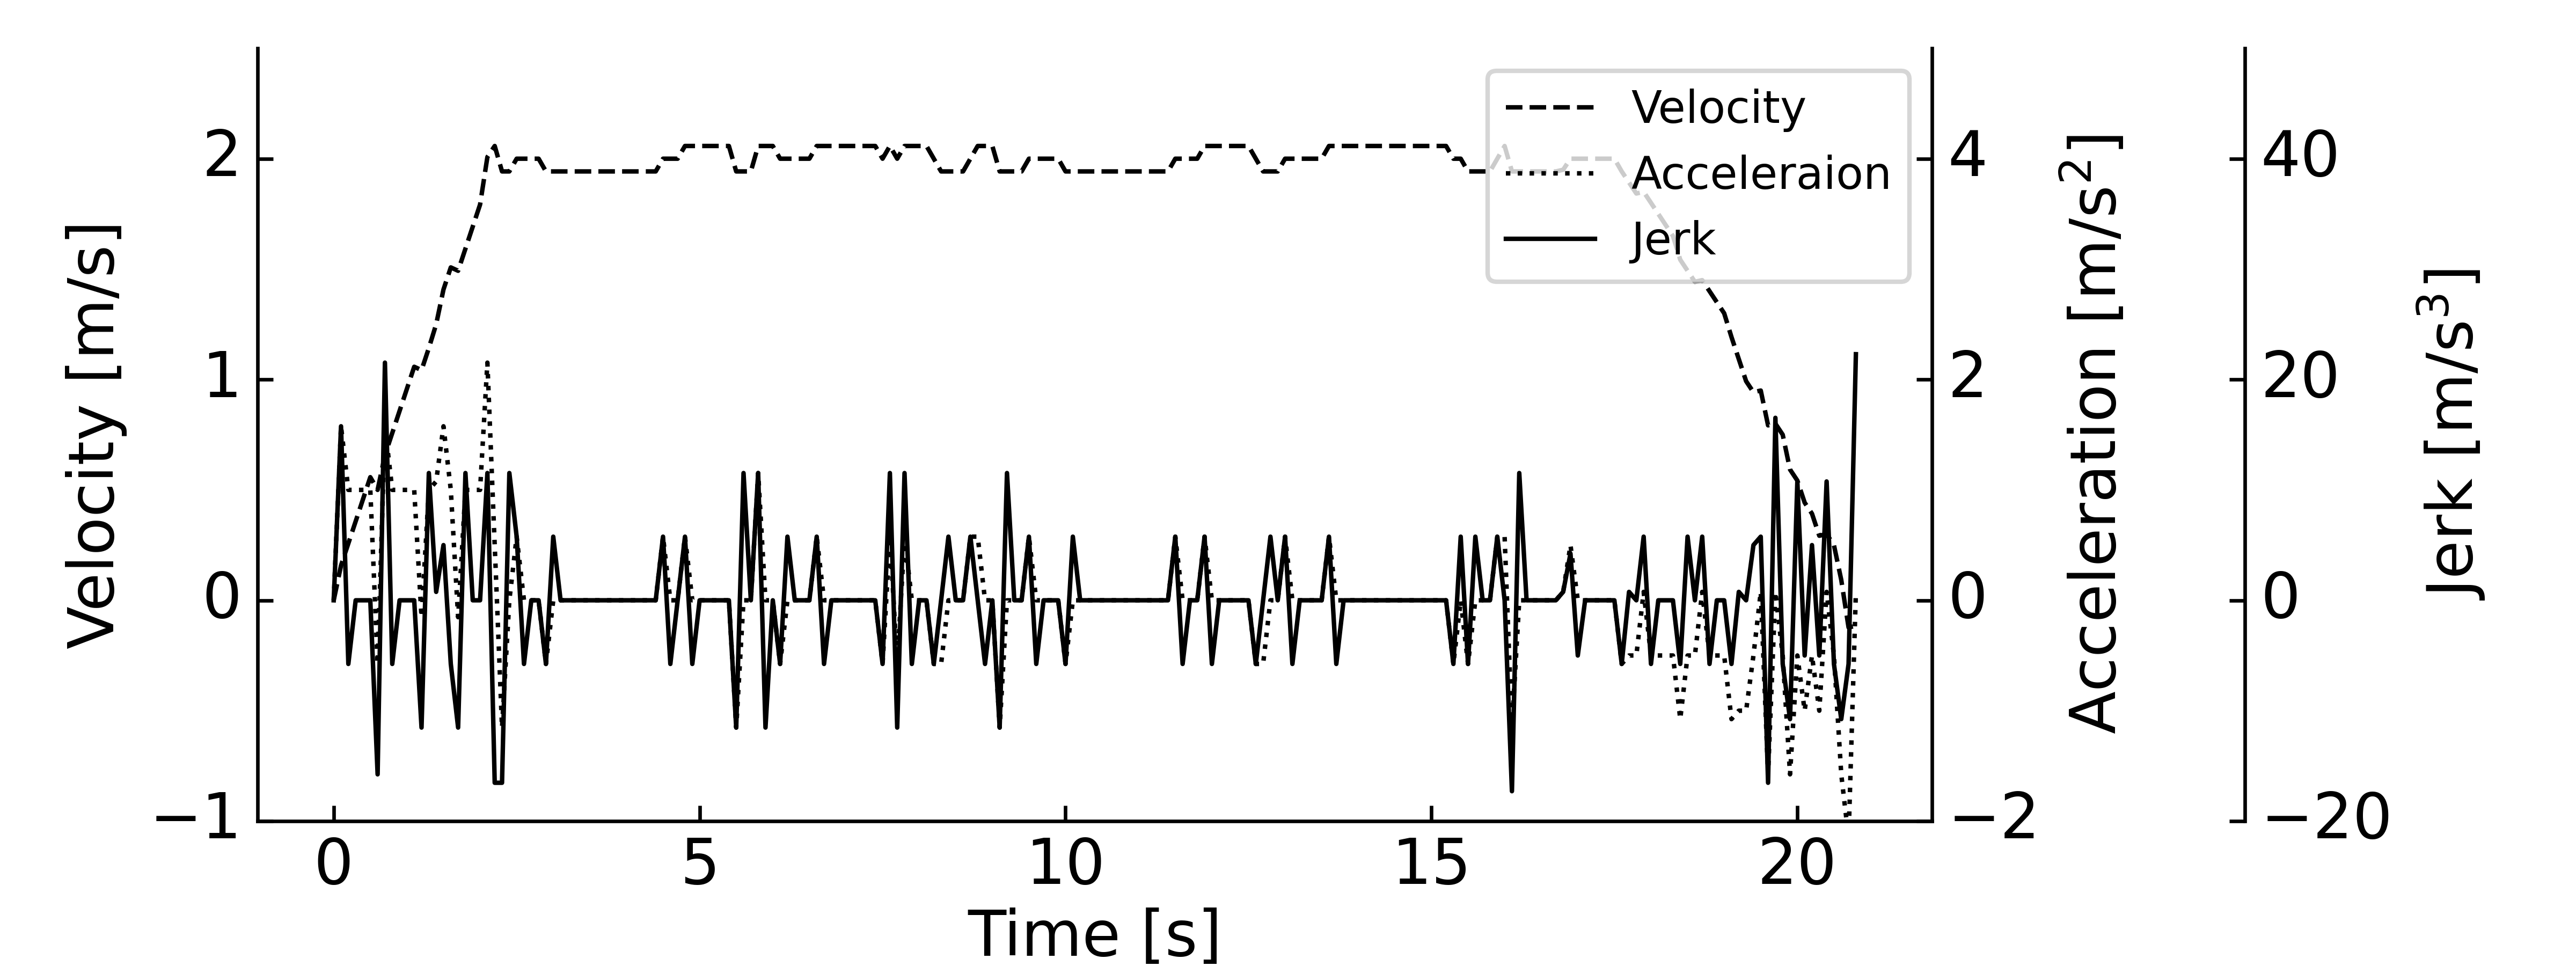 Velocity [m/s]
2
1
0
−1
Velocity
Acceleraion
Jerk
4
2
0
−2
Acceleration [m/s²]
40
20
0
−20
Jerk [m/s³]
0 5 10 15 20
Time [s]